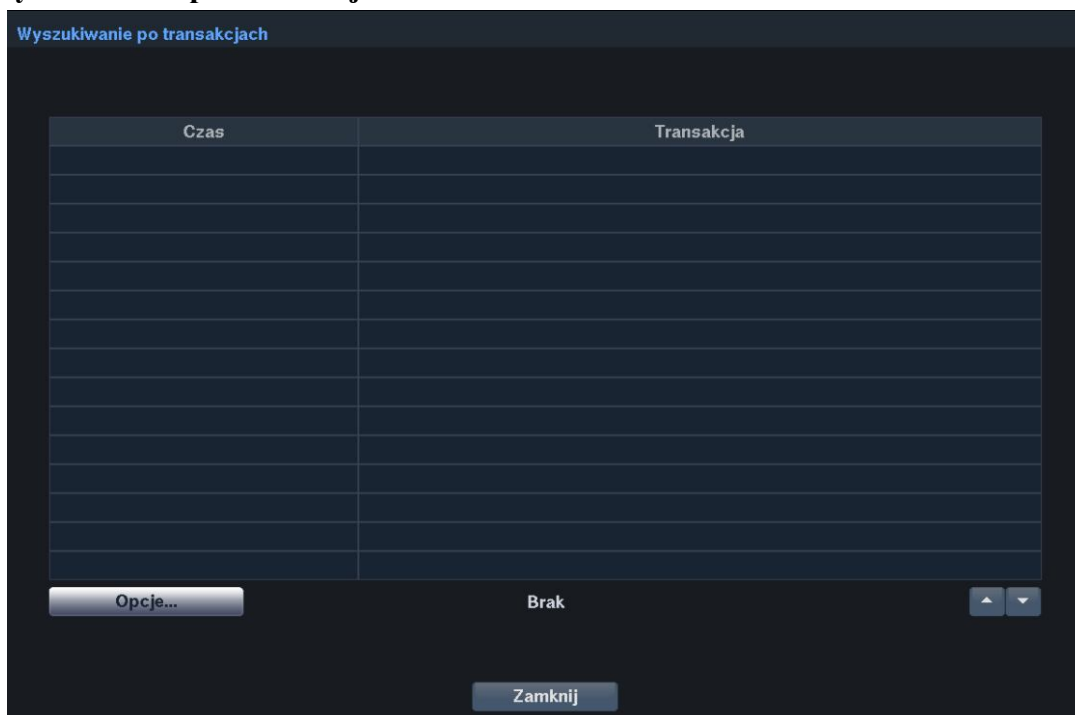 Wyszukiwanie po transakcjach
Czas Transakcja
Opcje... Brak
Zamknij